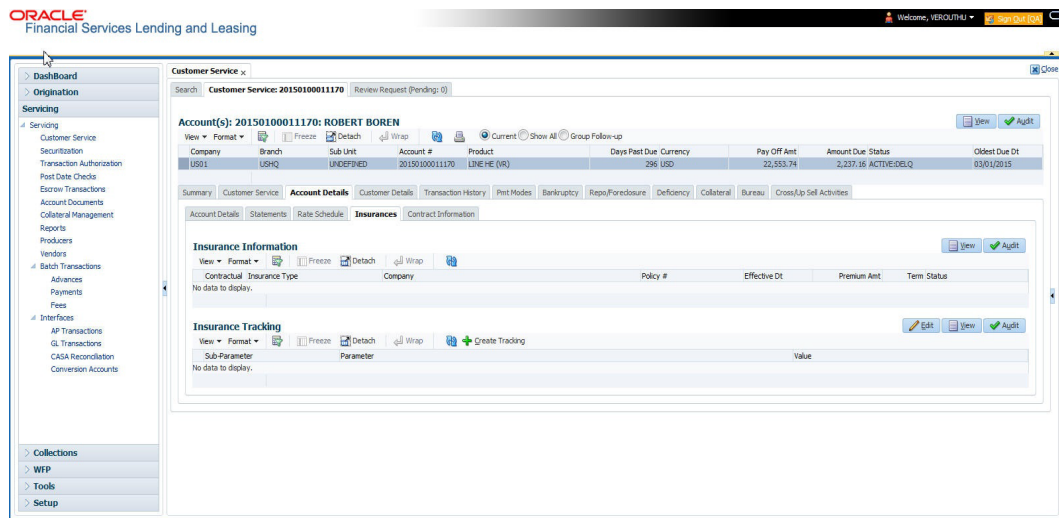 ORACLE'
Financial Services Lending and Leasing
Welcome, VEROUTHU
Sign Out (QA)
Close
DashBoard
Origination
Servicing
Servicing
Customer Service
Securitization
Transaction Authorization
Post Date Checks
Escrow Transactions
Account Documents
Collateral Management
Reports
Producers
Vendors
Batch Transactions
Advances
Payments
Fees
Interfaces
AP Transactions
GL Transactions
CASA Reconciliation
Conversion Accounts
Collections
WFP
Tools
Setup
Customer Service x
Search Customer Service: 20150100011170 Review Request (Pending: 0)
Account(s): 20150100011170: ROBERT BOREN View Audit
View Format Freeze Detach Wrap Current Show All Group Follow-up
Company Branch Sub Unit Account # Product Days Past Due Currency Pay Off Amt Amount Due Status Oldest Due Dt
US01 USHQ UNDEFINED 20150100011170 LINE HE (VR) 296 USD 22,553.74 2,237.16 ACTIVE:DELQ 03/01/2015
Summary Customer Service Account Details Customer Details Transaction History Pmt Modes Bankruptcy Repo/Foreclosure Deficiency Collateral Bureau Cross/Up Sell Activities
Account Details Statements Rate Schedule Insurances Contract Information
Insurance Information View Audit
View Format Freeze Detach Wrap
Contractual Insurance Type Company Policy # Effective Dt Premium Amt Term Status
No data to display.
Insurance Tracking Edit View Audit
View Format Freeze Detach Wrap Create Tracking
Sub-Parameter Parameter Value
No data to display.